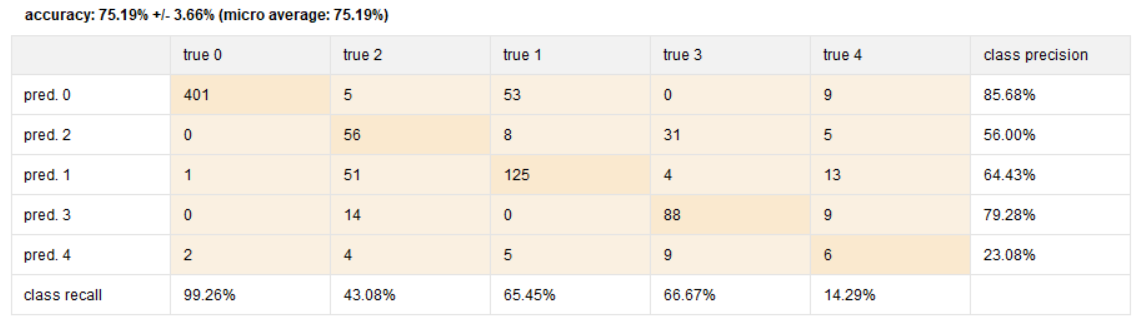 accuracy: 75.19% +/- 3.66% (micro average: 75.19%)
true 0 true 2 true 1 true 3 true 4 class precision
pred. 0 401 5 53 0 9 85.68%
pred. 2 0 56 8 31 5 56.00%
pred. 1 1 51 125 4 13 64.43%
pred. 3 0 14 0 88 9 79.28%
pred. 4 2 4 5 9 6 23.08%
class recall 99.26% 43.08% 65.45% 66.67% 14.29%